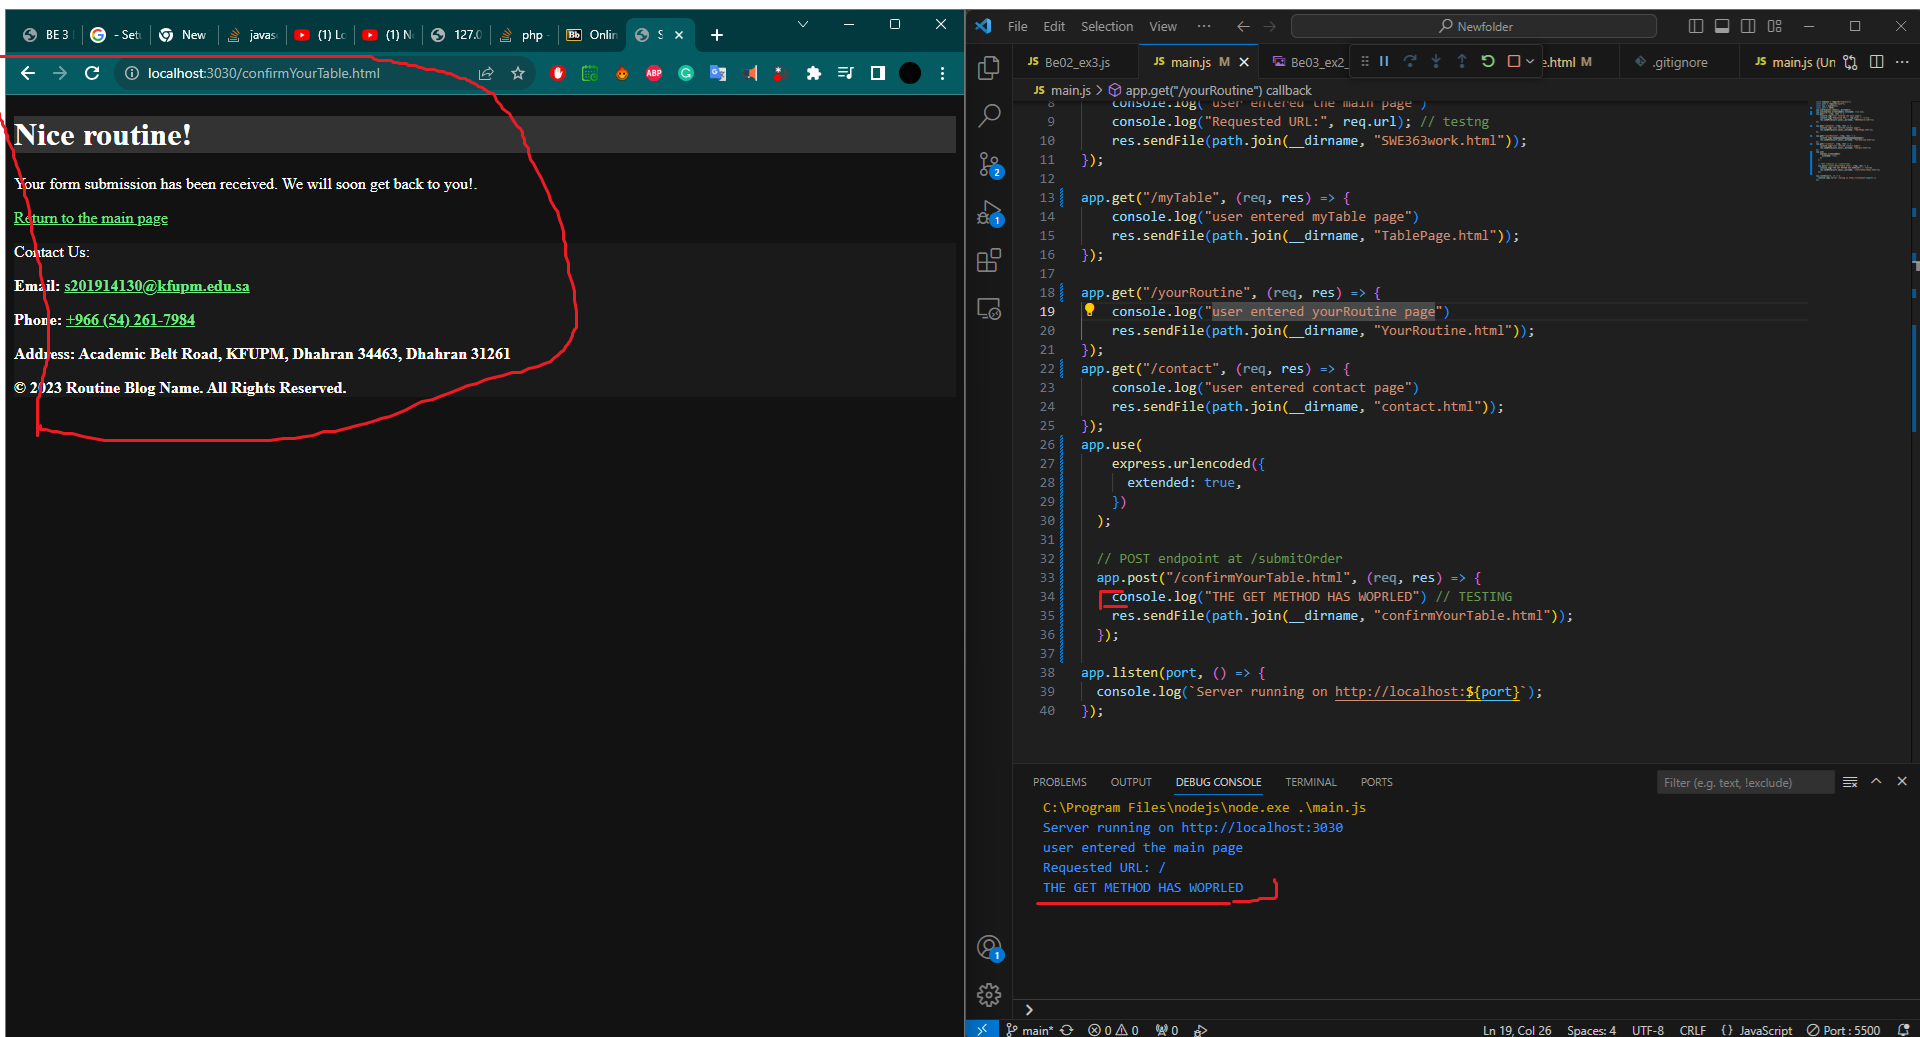 BE 3
- Set
New
javas
(1) Lo
(1) N
127.0
php -
Bb Onlin
S
localhost:3030/confirmYourTable.html
ABP
Nice routine!
Your form submission has been received. We will soon get back to you!.
Return to the main page
Contact Us:
Email: s201914130@kfupm.edu.sa
Phone: +966 (54) 261-7984
Address: Academic Belt Road, KFUPM, Dhahran 34463, Dhahran 31261
© 2023 Routine Blog Name. All Rights Reserved.
File Edit Selection View ··· Newfolder
JS Be02_ex3.js JS main.js M Be03_ex2_ e.html M .gitignore JS main.js (Un ···
JS main.js > app.get("/yourRoutine") callback
8 console.log("user entered the main page")
9 console.log("Requested URL:", req.url); // testng
10 res.sendFile(path.join(__dirname, "SWE363work.html"));
11 });
12
13 app.get("/myTable", (req, res) => {
14 console.log("user entered myTable page")
15 res.sendFile(path.join(__dirname, "TablePage.html"));
16 });
17
18 app.get("/yourRoutine", (req, res) => {
19 console.log("user entered yourRoutine page")
20 res.sendFile(path.join(__dirname, "YourRoutine.html"));
21 });
22 app.get("/contact", (req, res) => {
23 console.log("user entered contact page")
24 res.sendFile(path.join(__dirname, "contact.html"));
25 });
26 app.use(
27 express.urlencoded({
28 extended: true,
29 })
30 );
31
32 // POST endpoint at /submitOrder
33 app.post("/confirmYourTable.html", (req, res) => {
34 console.log("THE GET METHOD HAS WOPRLED") // TESTING
35 res.sendFile(path.join(__dirname, "confirmYourTable.html"));
36 });
37
38 app.listen(port, () => {
39 console.log(`Server running on http://localhost:${port}`);
40 });
2
1
PROBLEMS OUTPUT DEBUG CONSOLE TERMINAL PORTS Filter (e.g. text, !exclude)
C:\Program Files\nodejs\node.exe .\main.js
Server running on http://localhost:3030
user entered the main page
Requested URL: /
THE GET METHOD HAS WOPRLED
1
>
main* 0 0 0 Ln 19, Col 26 Spaces: 4 UTF-8 CRLF {} JavaScript Port : 5500